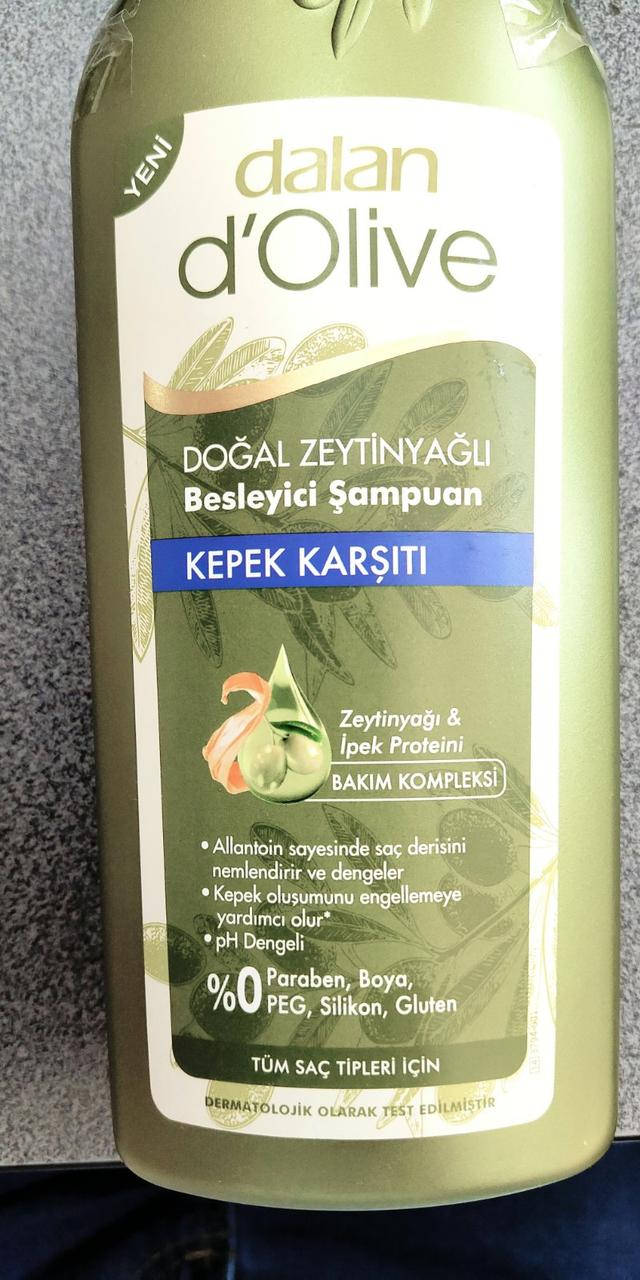 YENİ
dalan
d'Olive
DOĞAL ZEYTİNYAĞLI
Besleyici Şampuan
KEPEK KARŞITI
Zeytinyağı &
İpek Proteini
BAKIM KOMPLEKSİ
• Allantoin sayesinde saç derisini
nemlendirir ve dengeler
• Kepek oluşumunu engellemeye
yardımcı olur*
• pH Dengeli
%0 Paraben, Boya,
PEG, Silikon, Gluten
TÜM SAÇ TİPLERİ İÇİN
DERMATOLOJİK OLARAK TEST EDİLMİŞTİR